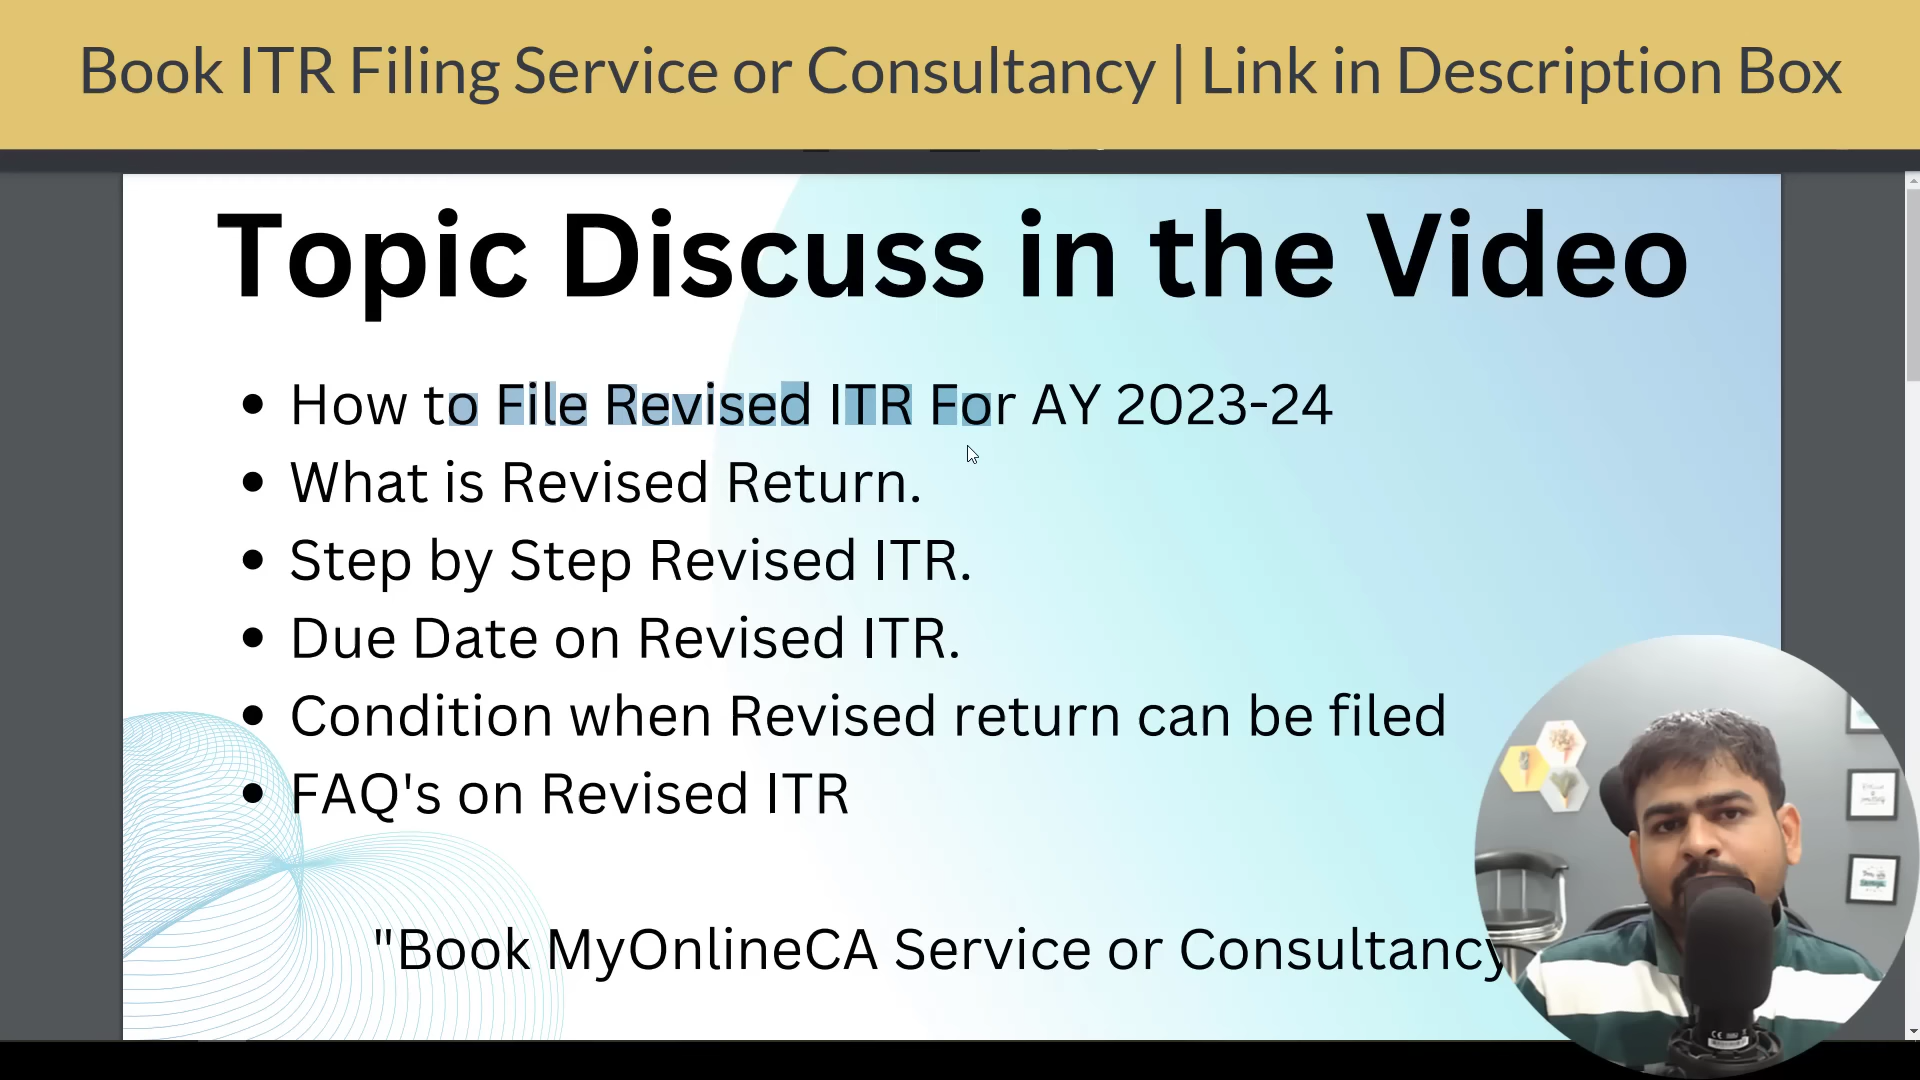 Book ITR Filing Service or Consultancy | Link in Description Box
Topic Discuss in the Video
• How to File Revised ITR For AY 2023-24
• What is Revised Return.
• Step by Step Revised ITR.
• Due Date on Revised ITR.
• Condition when Revised return can be filed
• FAQ's on Revised ITR
"Book MyOnlineCA Service or Consultancy